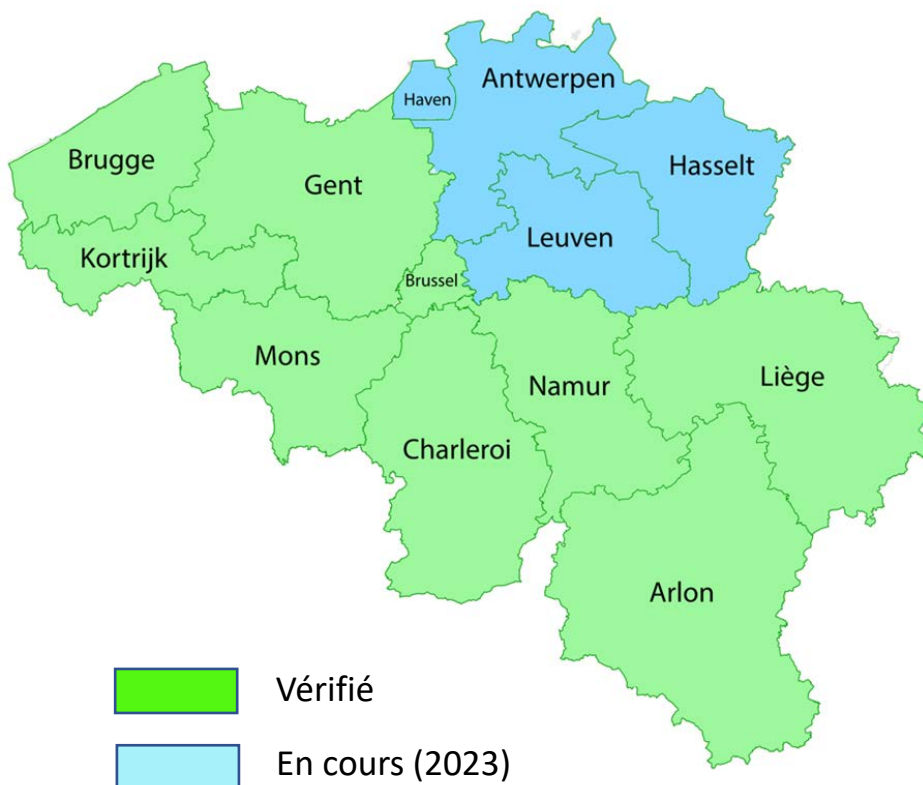 Antwerpen
Haven
Brugge
Hasselt
Gent
Leuven
Kortrijk
Brussel
Mons
Namur
Liège
Charleroi
Arlon
Vérifié
En cours (2023)